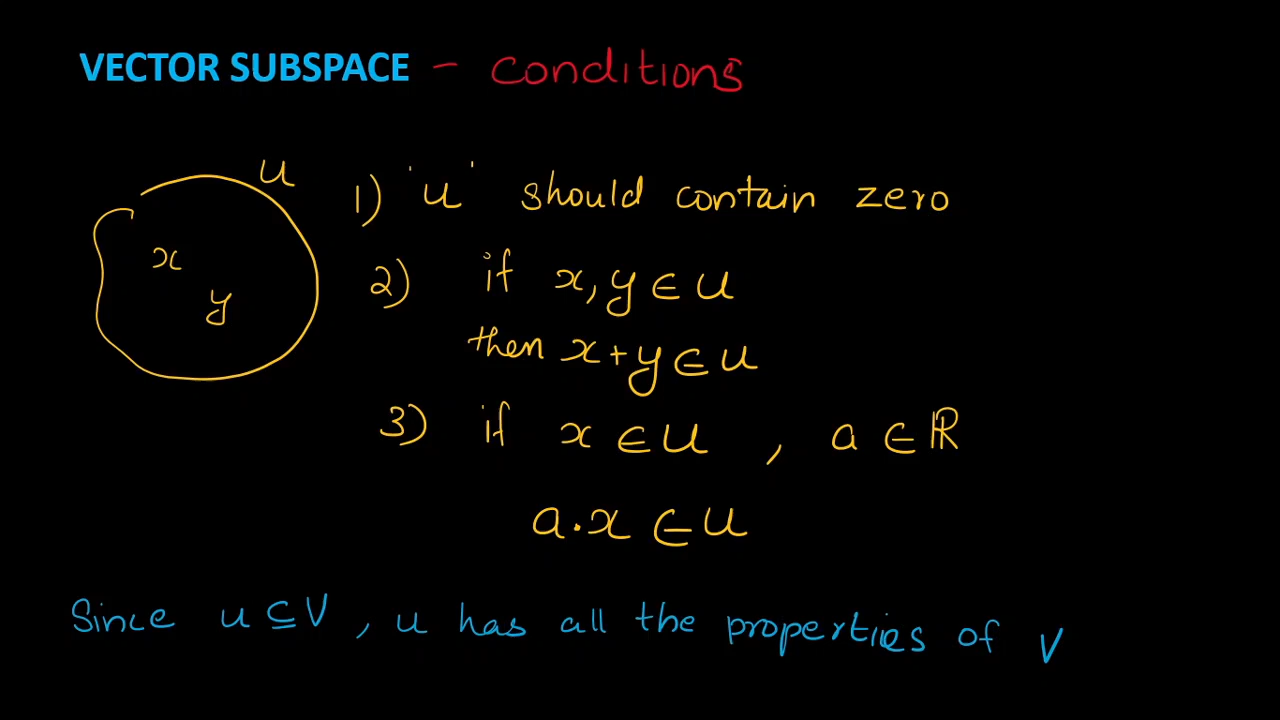 VECTOR SUBSPACE - Conditions
u
1) 'u' should contain zero
x
2) if x, y ∈ u
y
then x + y ∈ u
3) if x ∈ u , a ∈ ℝ
a . x ∈ u
Since u ⊆ V , u has all the properties of V